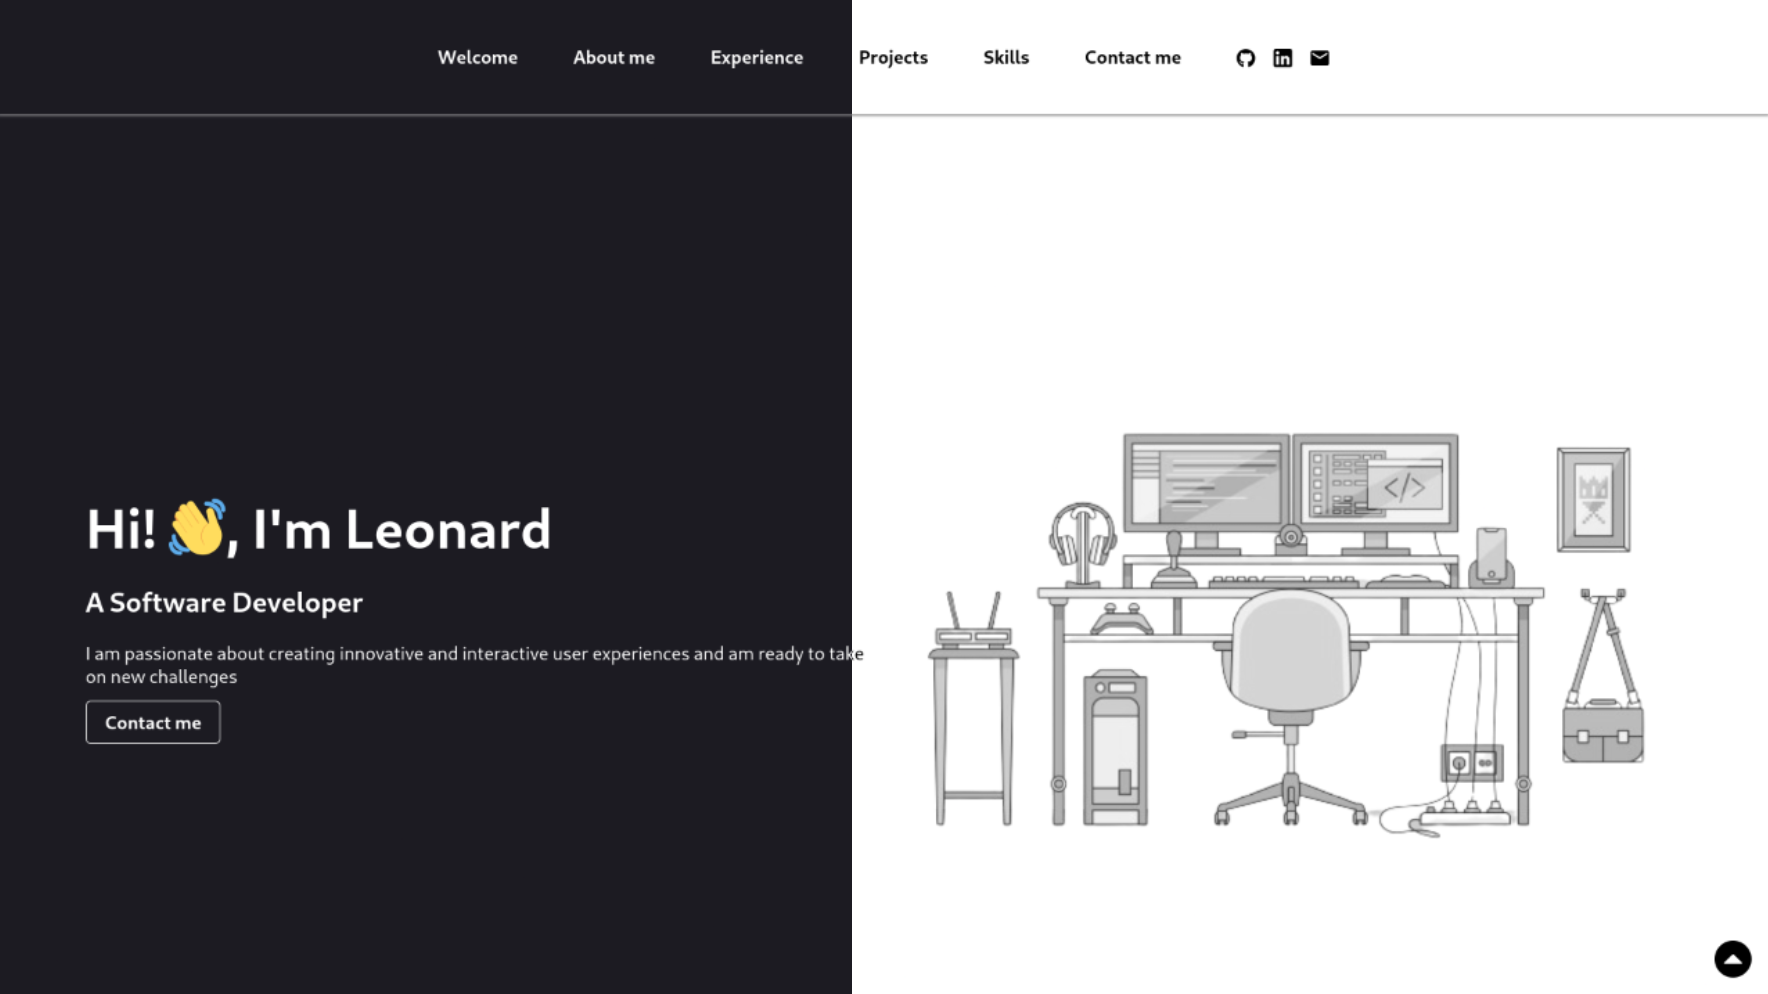 Welcome About me Experience Projects Skills Contact me in
Hi! 👋, I'm Leonard
A Software Developer
I am passionate about creating innovative and interactive user experiences and am ready to take
on new challenges
Contact me
</>